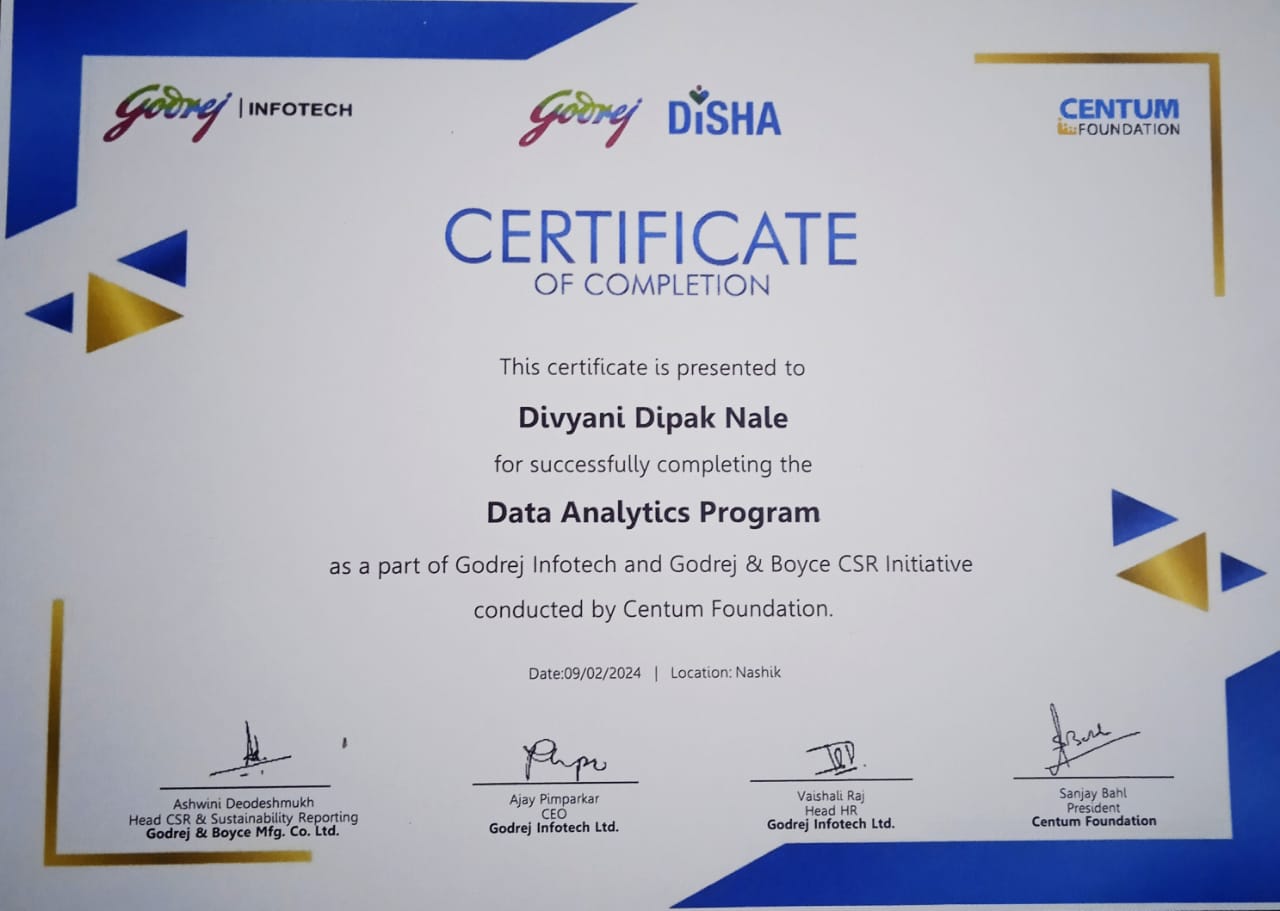 Godrej | INFOTECH
Godrej DiSHA
CENTUM
FOUNDATION
CERTIFICATE
OF COMPLETION
This certificate is presented to
Divyani Dipak Nale
for successfully completing the
Data Analytics Program
as a part of Godrej Infotech and Godrej & Boyce CSR Initiative
conducted by Centum Foundation.
Date:09/02/2024 | Location: Nashik
Ashwini Deodeshmukh
Head CSR & Sustainability Reporting
Godrej & Boyce Mfg. Co. Ltd.
Ajay Pimparkar
CEO
Godrej Infotech Ltd.
Vaishali Raj
Head HR
Godrej Infotech Ltd.
Sanjay Bahl
President
Centum Foundation